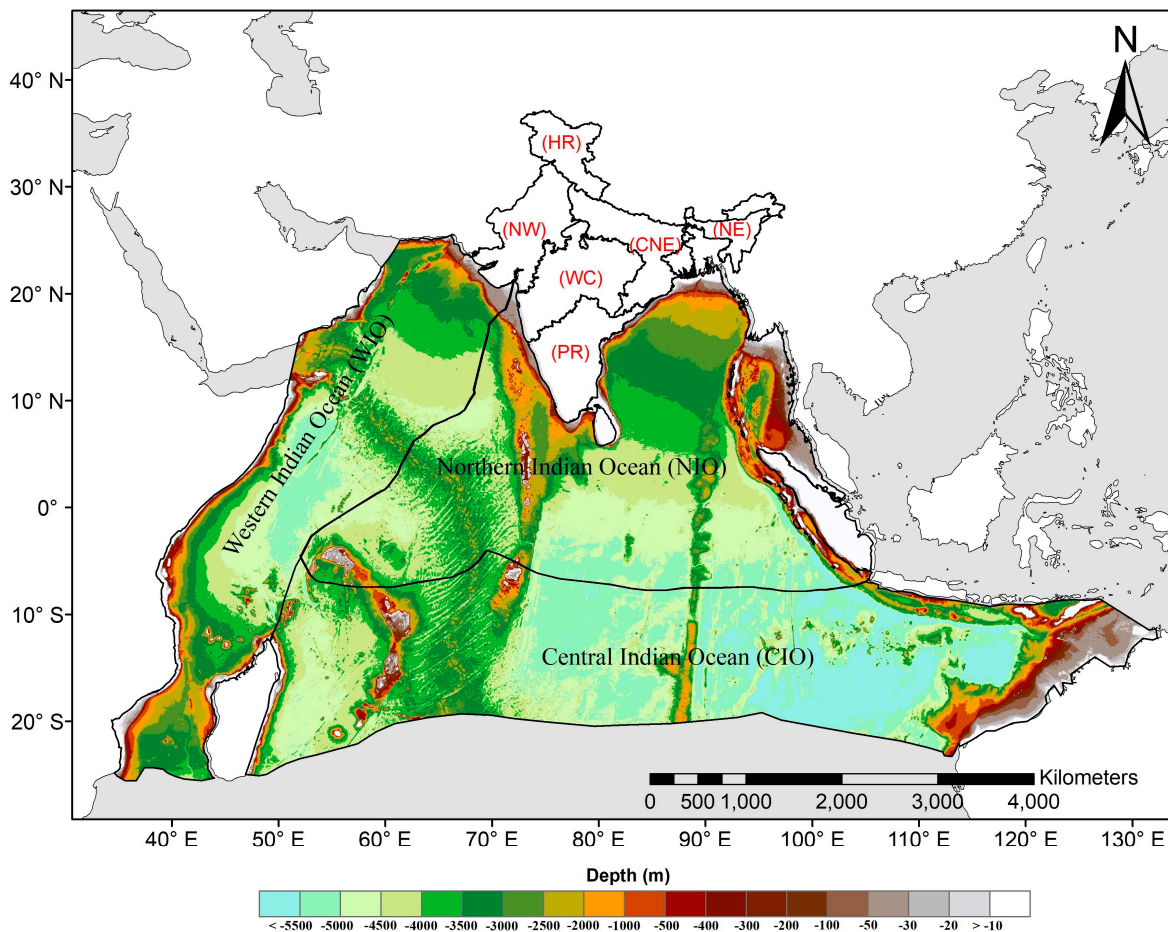 N
40° N
30° N
20° N
10° N
0°
10° S
20° S
(HR)
(NW)
(CNE)
(NE)
(WC)
(PR)
Western Indian Ocean (WIO)
Northern Indian Ocean (NIO)
Central Indian Ocean (CIO)
Kilometers
0 500 1,000 2,000 3,000 4,000
40° E 50° E 60° E 70° E 80° E 90° E 100° E 110° E 120° E 130° E
Depth (m)
< -5500 -5000 -4500 -4000 -3500 -3000 -2500 -2000 -1000 -500 -400 -300 -200 -100 -50 -30 -20 > -10